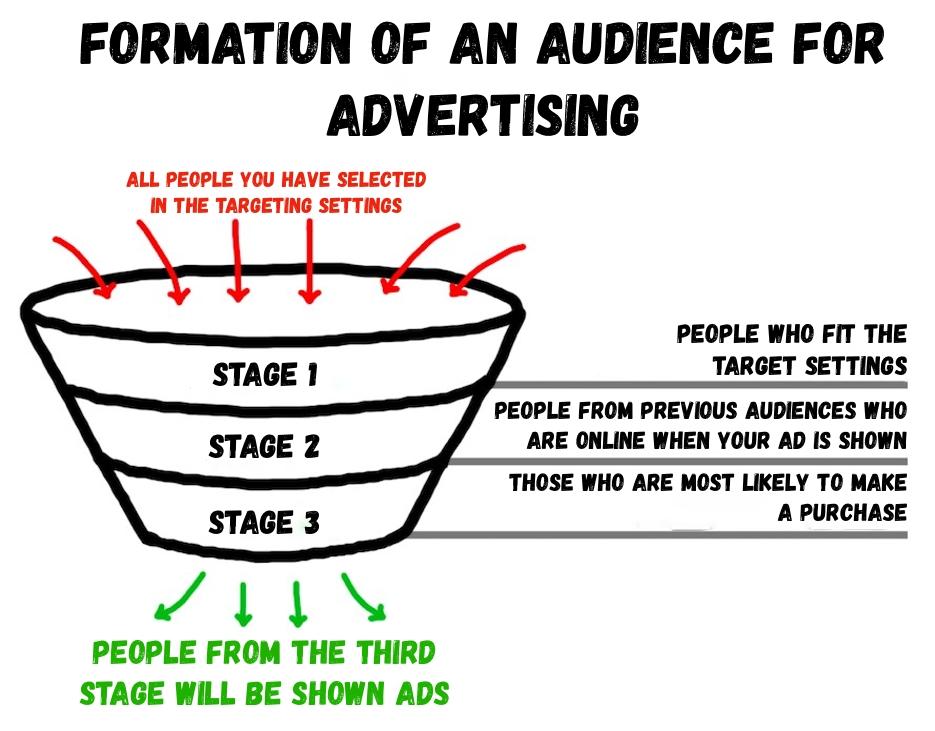 FORMATION OF AN AUDIENCE FOR
ADVERTISING
ALL PEOPLE YOU HAVE SELECTED
IN THE TARGETING SETTINGS
STAGE 1
PEOPLE WHO FIT THE
TARGET SETTINGS
STAGE 2
PEOPLE FROM PREVIOUS AUDIENCES WHO
ARE ONLINE WHEN YOUR AD IS SHOWN
STAGE 3
THOSE WHO ARE MOST LIKELY TO MAKE
A PURCHASE
PEOPLE FROM THE THIRD
STAGE WILL BE SHOWN ADS